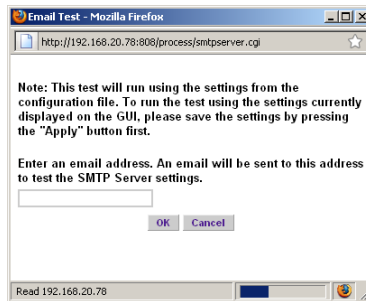 Email Test - Mozilla Firefox
http://192.168.20.78:808/process/smtpserver.cgi
Note: This test will run using the settings from the
configuration file. To run the test using the settings currently
displayed on the GUI, please save the settings by pressing
the "Apply" button first.
Enter an email address. An email will be sent to this address
to test the SMTP Server settings.
OK Cancel
Read 192.168.20.78